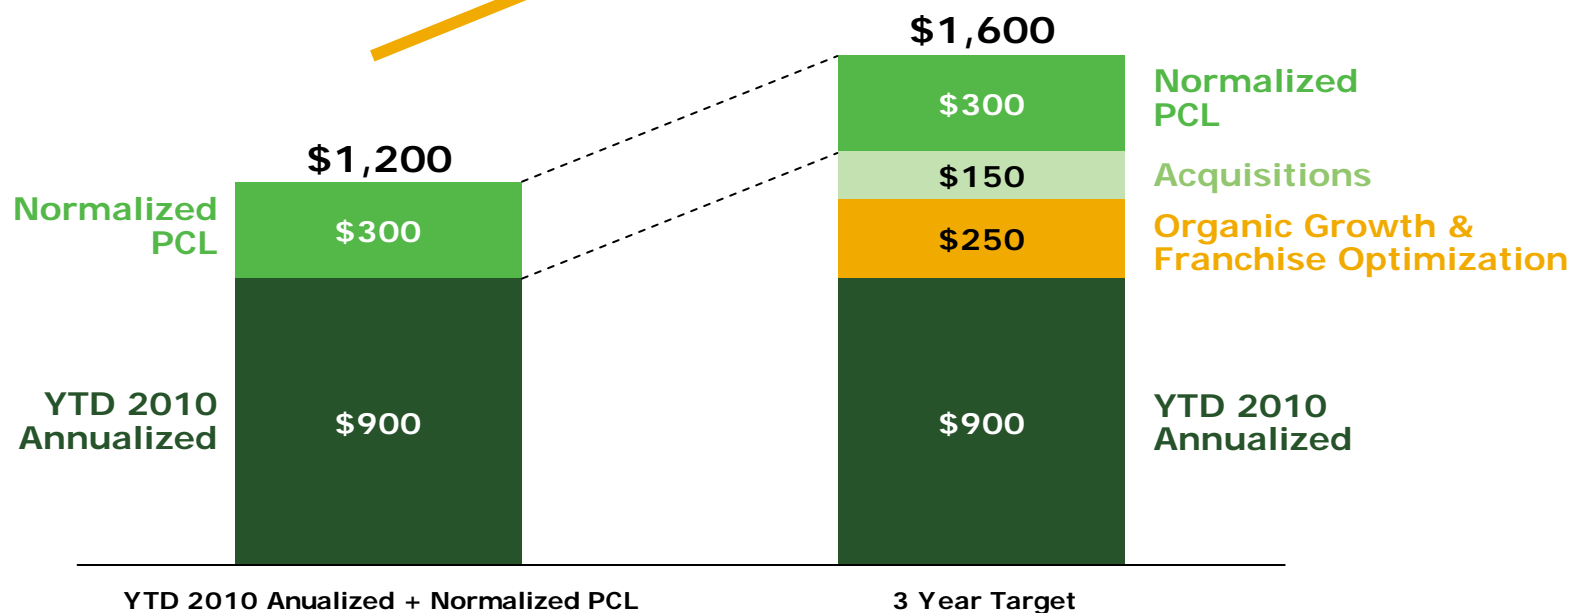 $1,600
$1,200
Normalized
PCL
$300
YTD 2010
Annualized
$900
$300
Normalized
PCL
$150
Acquisitions
$250
Organic Growth &
Franchise Optimization
$900
YTD 2010
Annualized
YTD 2010 Anualized + Normalized PCL
3 Year Target